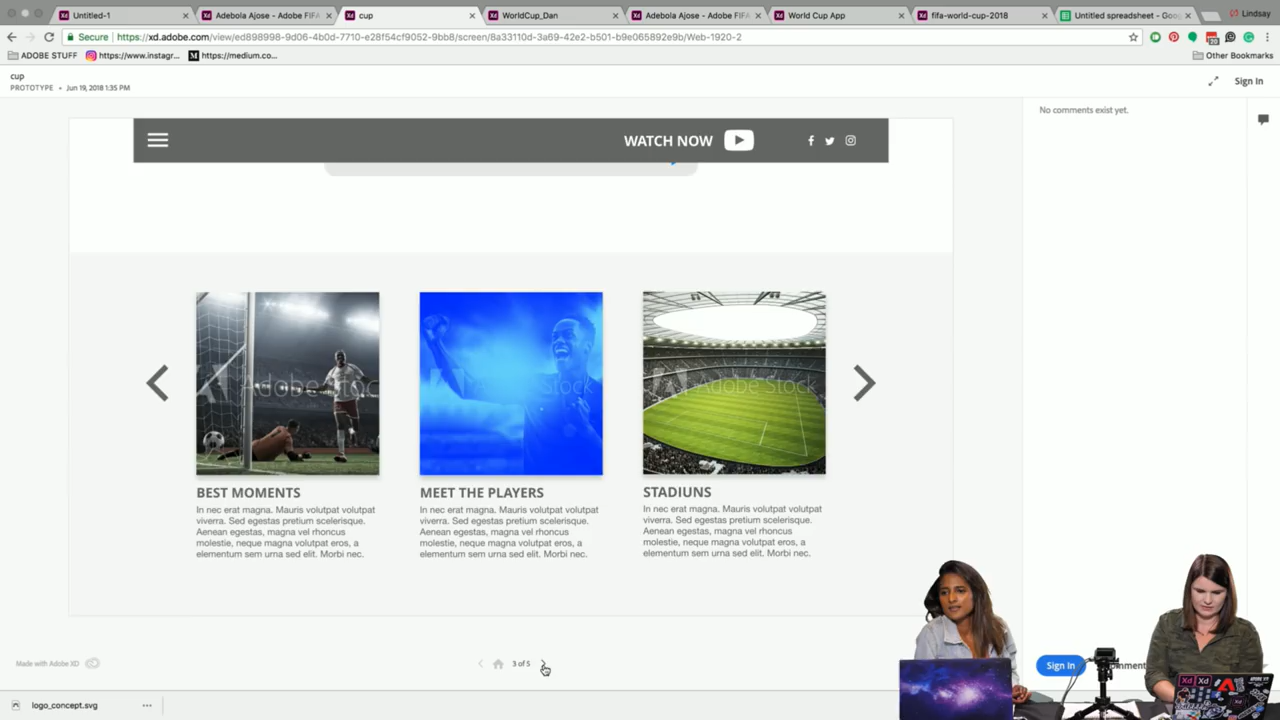 Untitled-1
Adebola Ajose - Adobe FIFA
cup
WorldCup_Dan
Adebola Ajose - Adobe FIFA
World Cup App
fifa-world-cup-2018
Untitled spreadsheet - Goo
Lindsay
Secure
https://xd.adobe.com/view/ed898998-9d06-4b0d-7710-e28f54cf9052-9bb8/screen/8a33110d-3a69-42e2-b501-b9e065892e9b/Web-1920-2
ADOBE STUFF
https://www.instagr...
https://medium.co...
Other Bookmarks
cup
PROTOTYPE • Jun 19, 2018 1:35 PM
Sign In
No comments exist yet.
WATCH NOW
Adobe Stoc
Stock
Adobe Stock
BEST MOMENTS
In nec erat magna. Mauris volutpat volutpat
viverra. Sed egestas pretium scelerisque.
Aenean egestas, magna vel rhoncus
molestie, neque magna volutpat eros, a
elementum sem urna sed elit. Morbi nec.
MEET THE PLAYERS
In nec erat magna. Mauris volutpat volutpat
viverra. Sed egestas pretium scelerisque.
Aenean egestas, magna vel rhoncus
molestie, neque magna volutpat eros, a
elementum sem urna sed elit. Morbi nec.
STADIUNS
In nec erat magna. Mauris volutpat volutpat
viverra. Sed egestas pretium scelerisque.
Aenean egestas, magna vel rhoncus
molestie, neque magna volutpat eros, a
elementum sem urna sed elit. Morbi nec.
Made with Adobe XD
3 of 5
Sign In
mment
logo_concept.svg
Xd Xd